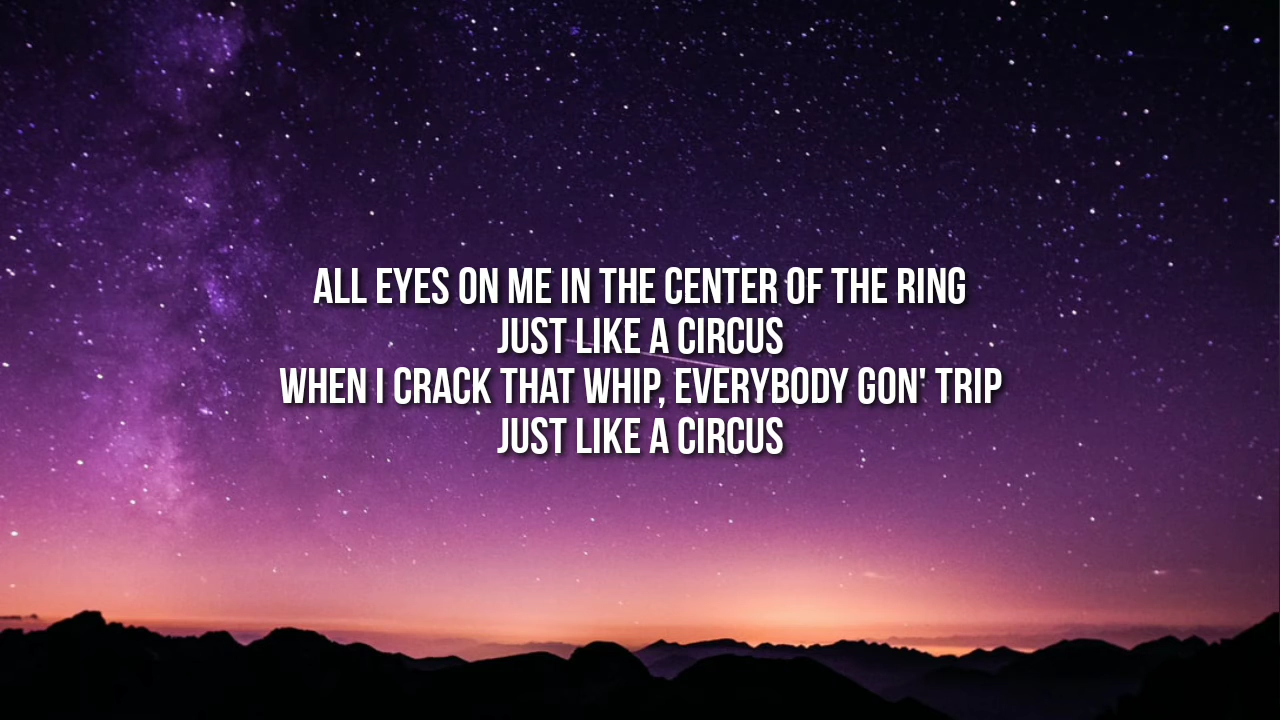 ALL EYES ON ME IN THE CENTER OF THE RING
JUST LIKE A CIRCUS
WHEN I CRACK THAT WHIP, EVERYBODY GON' TRIP
JUST LIKE A CIRCUS